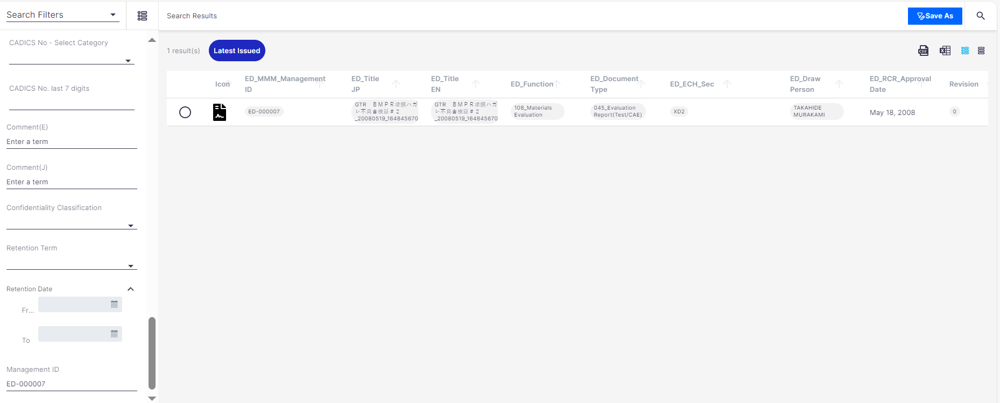 Search Filters
Search Results
Save As
CADICS No - Select Category
CADICS No. last 7 digits
Comment(E)
Enter a term
Comment(J)
Enter a term
Confidentiality Classification
Retention Term
Retention Date
Fr...
To
Management ID
ED-000007
1 result(s)
Latest Issued
CSV
Icon
ED_MMM_Management
ID
ED_Title
JP
ED_Title
EN
ED_Function
ED_Document
Type
ED_ECH_Sec
ED_Draw
Person
ED_RCR_Approval
Date
Revision
ED-000007
GTR　ＢＭＰＲ塗膜ハガ
レ不具合検証＃２
_20080519_164845670
GTR　ＢＭＰＲ塗膜ハガ
レ不具合検証＃２
_20080519_164845670
108_Materials
Evaluation
045_Evaluation
Report(Test/CAE)
XD2
TAKAHIDE
MURAKAMI
May 18, 2008
0